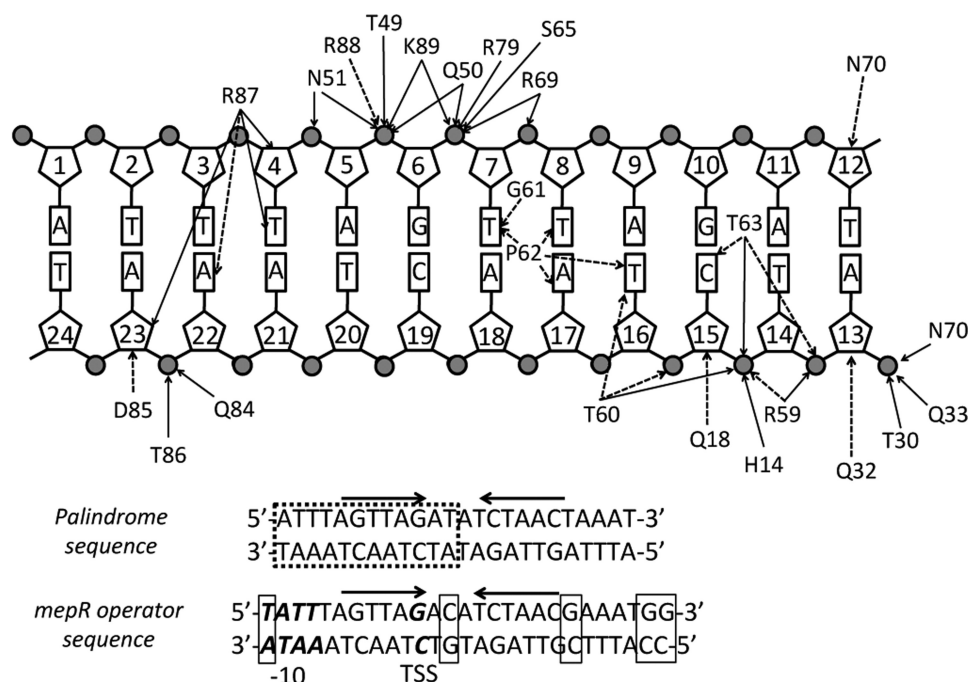 T49
S65
R88 K89 R79
Q50
N51 R69 N70
R87
1 2 3 4 5 6 7 8 9 10 11 12
G61
A T T T A G T T A G A T
T63
P62
T A A A T C A A T C T A
24 23 22 21 20 19 18 17 16 15 14 13
N70
D85 Q84 T60 R59 Q33
Q18 T30
T86 H14 Q32
Palindrome 5’-ATTTAGTTAGATATCTAACTAAAT-3’
sequence 3’-TAAATCAATCTATAGATTGATTTA-5’
mepR operator 5’-TATTTAGTTAGACATCTAACGAAATGG-3’
sequence 3’-ATAAATCAATCTGTAGATTGCTTTACC-5’
-10 TSS